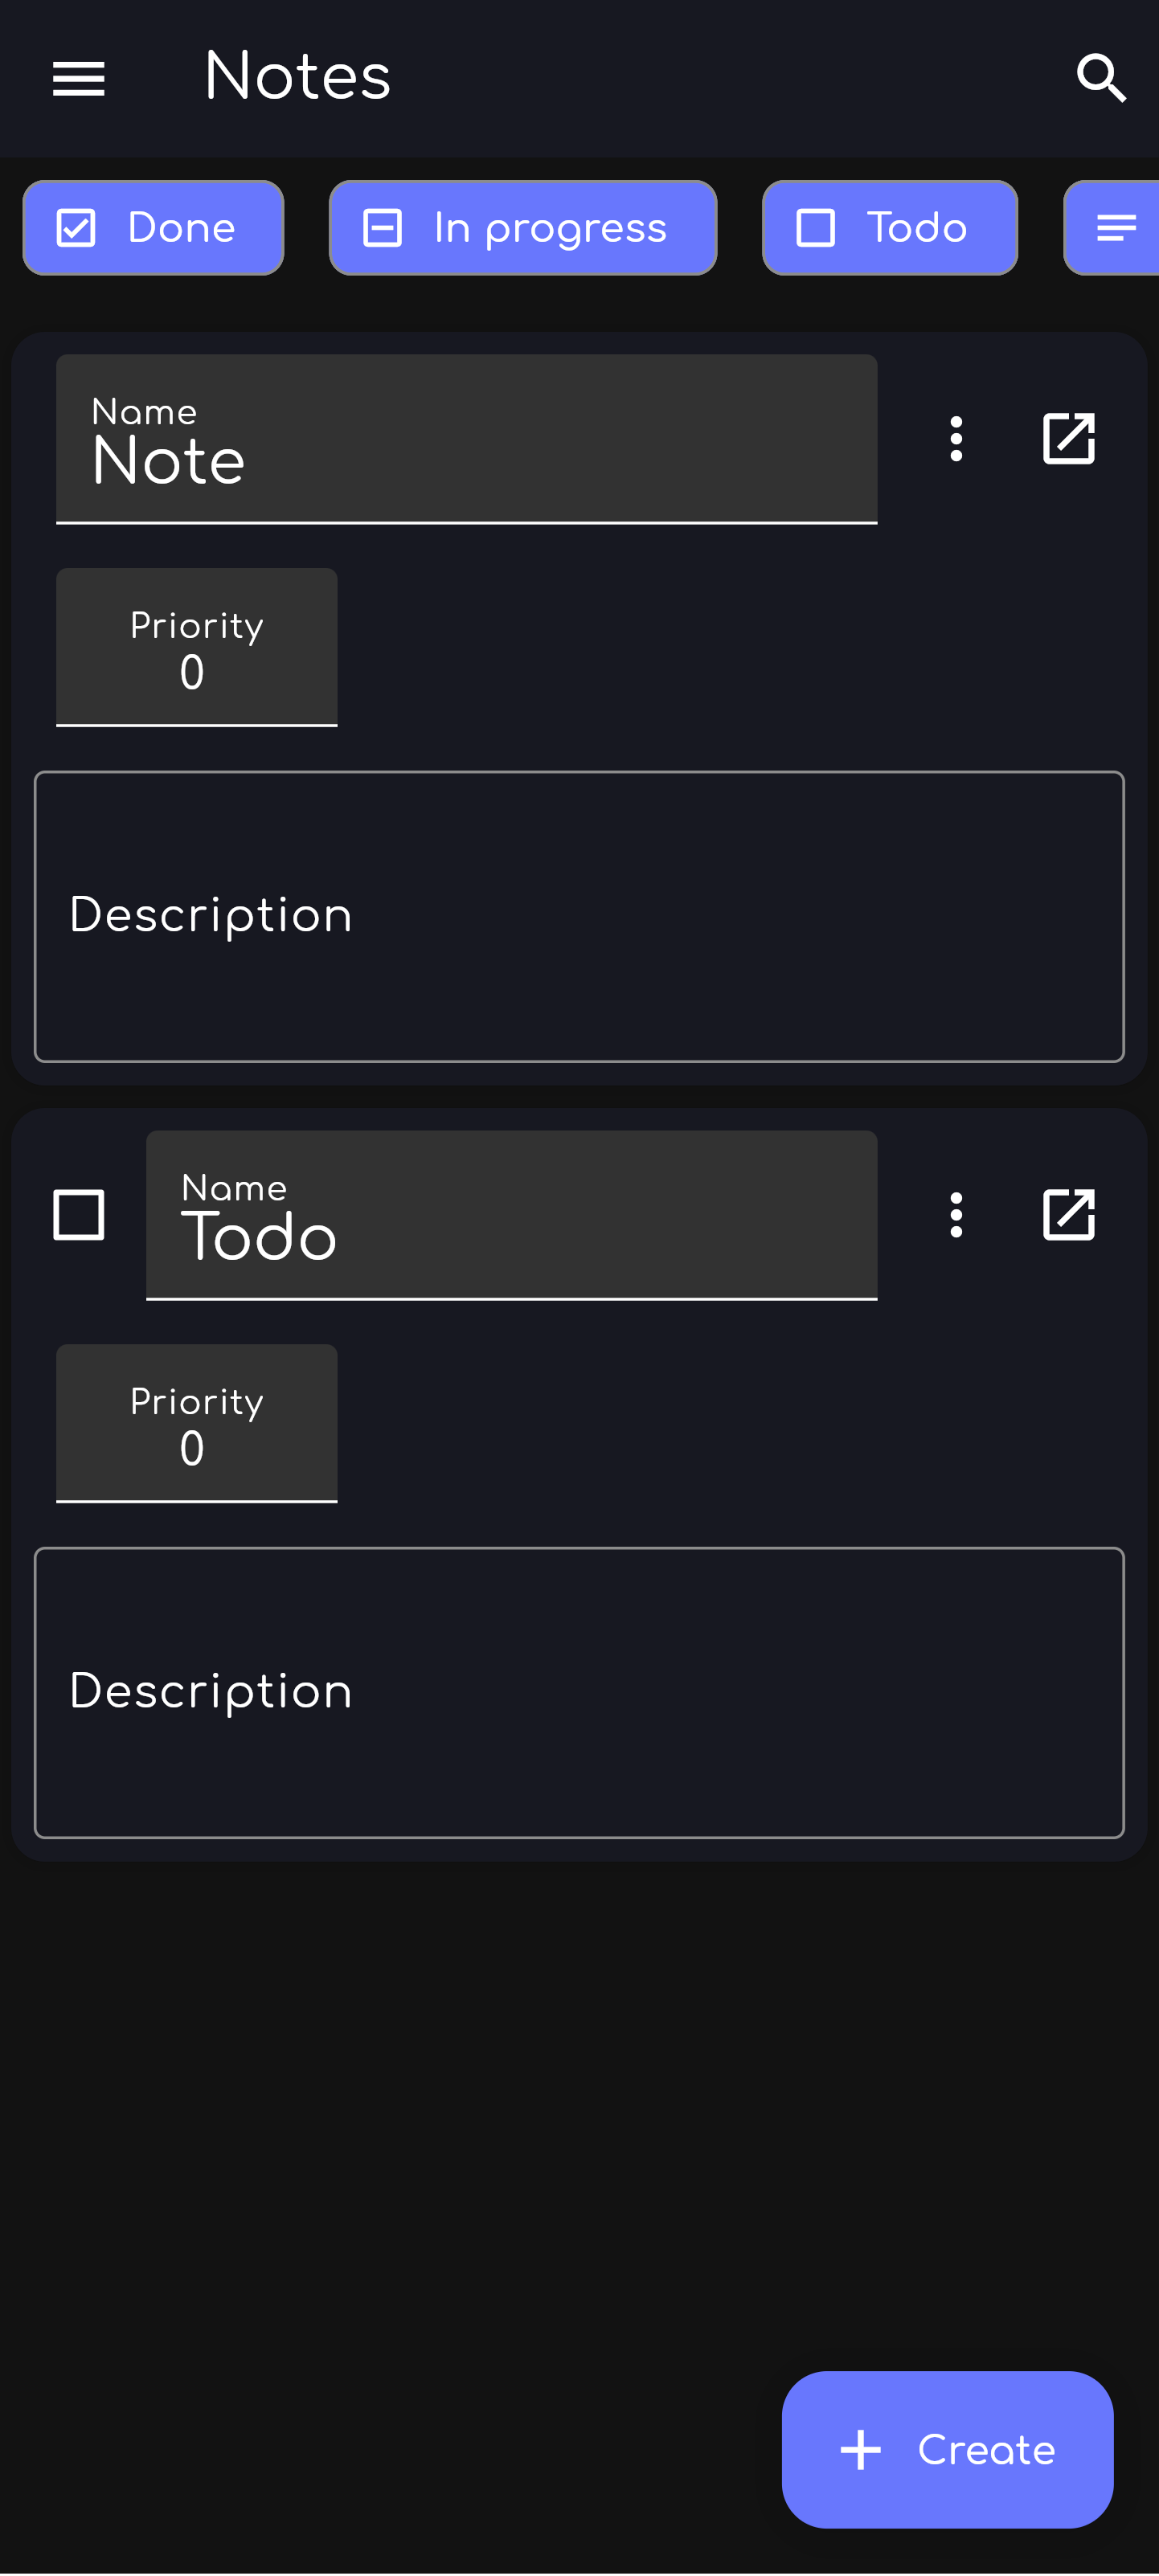 Notes
Done
In progress
Todo
Name
Note
Priority
0
Description
Name
Todo
Priority
0
Description
Create